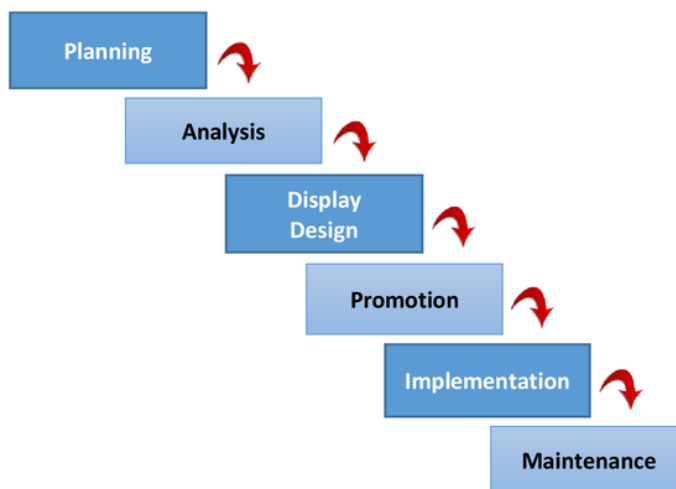 Planning
Analysis
Display
Design
Promotion
Implementation
Maintenance